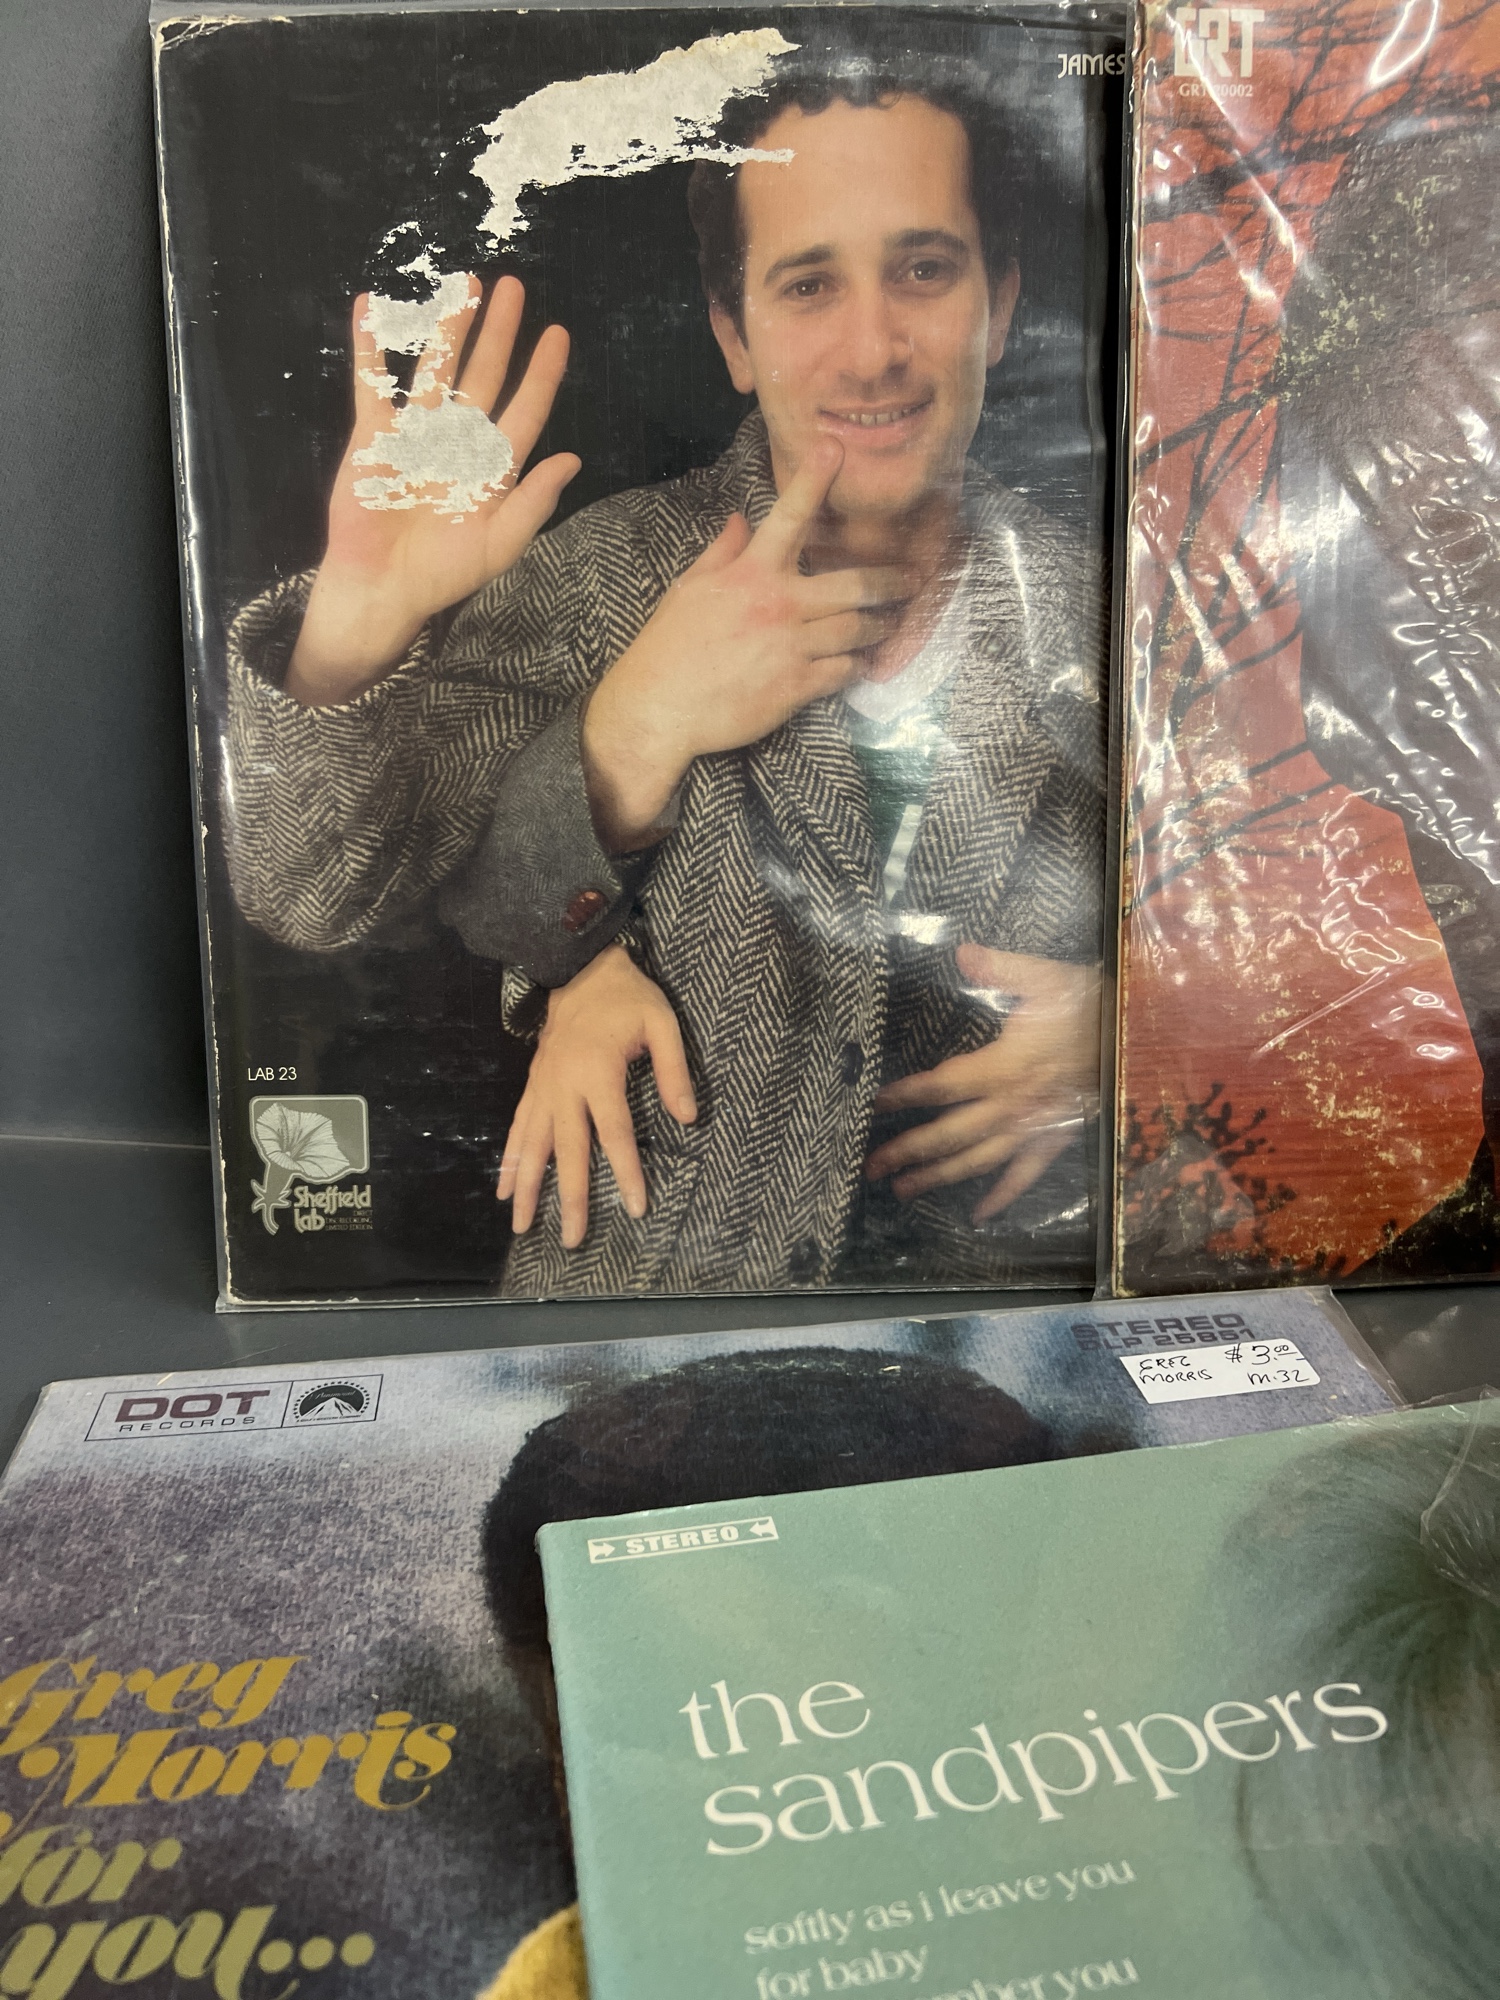 JAMES
GRT
GRT 20002
LAB 23
Sheffield
lab
STEREO
DLP 25851
GREG $3.00
MORRIS M.32
DOT
RECORDS
Paramount
STEREO
the
sandpipers
softly as i leave you
for baby
Greg
Morris
for
you...